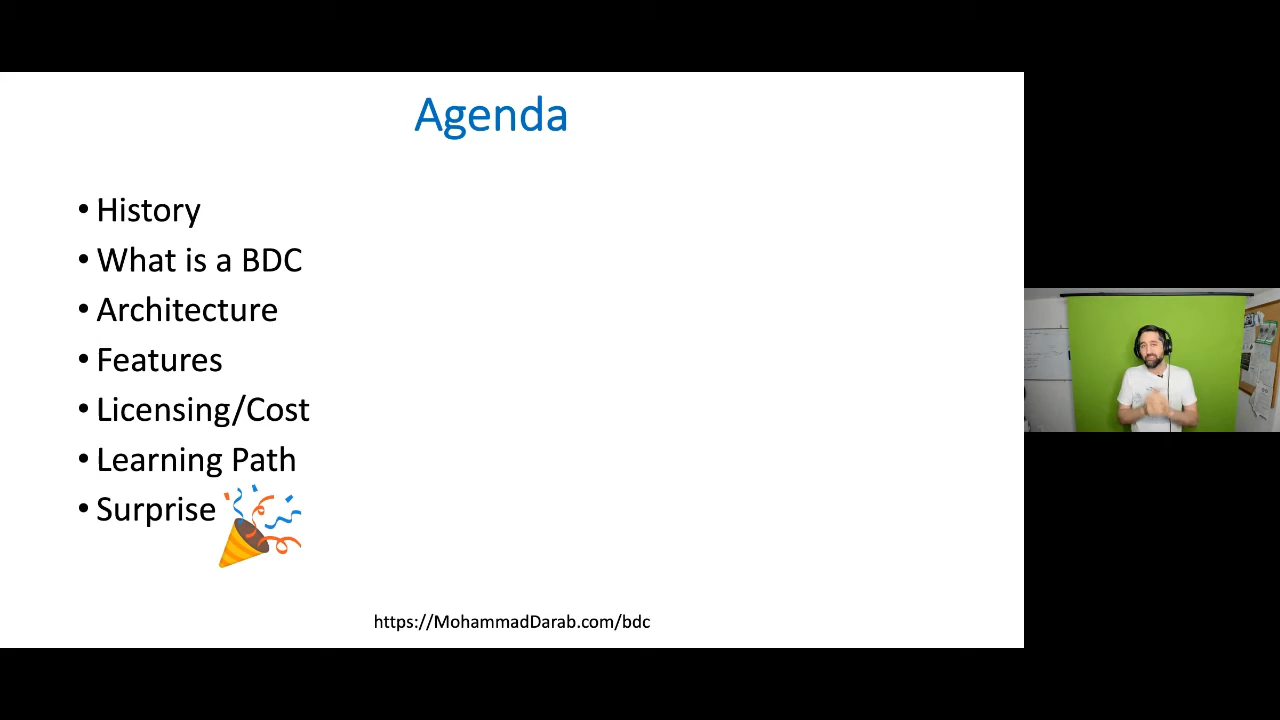 Agenda
• History
• What is a BDC
• Architecture
• Features
• Licensing/Cost
• Learning Path
• Surprise
https://MohammadDarab.com/bdc